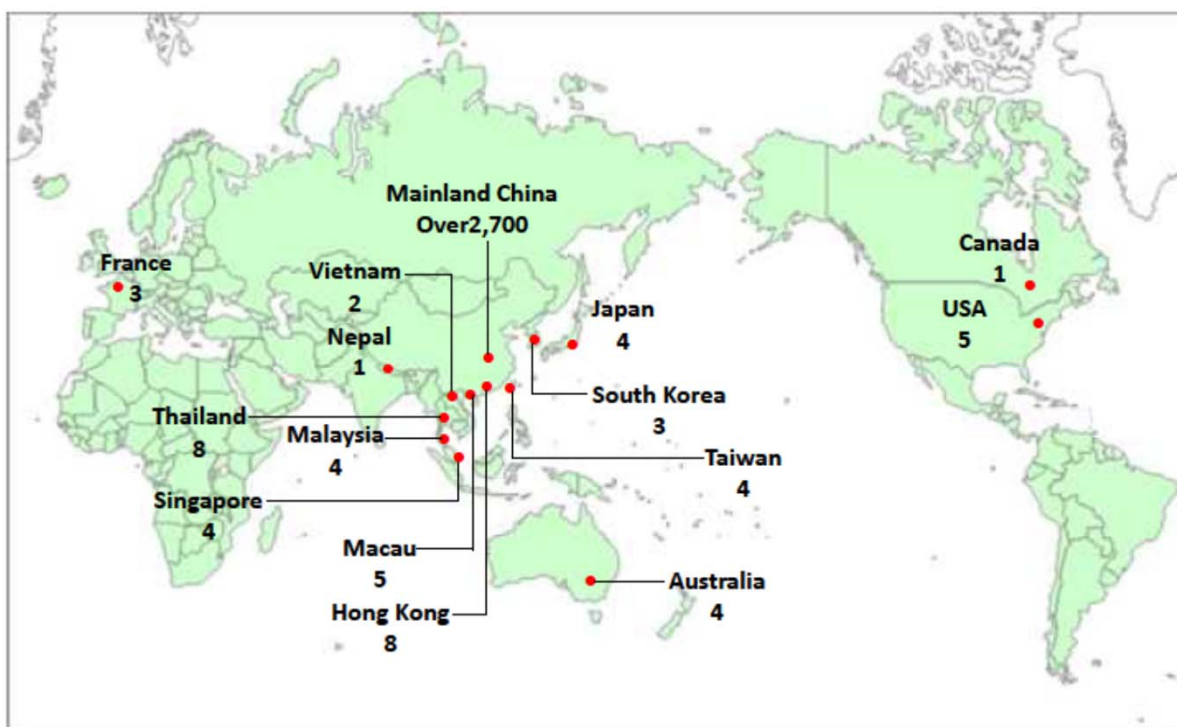 Mainland China
Over2,700
France
3
Vietnam
2
Nepal
1
Japan
4
Canada
1
USA
5
Thailand
8
Malaysia
4
Singapore
4
South Korea
3
Taiwan
4
Macau
5
Hong Kong
8
Australia
4